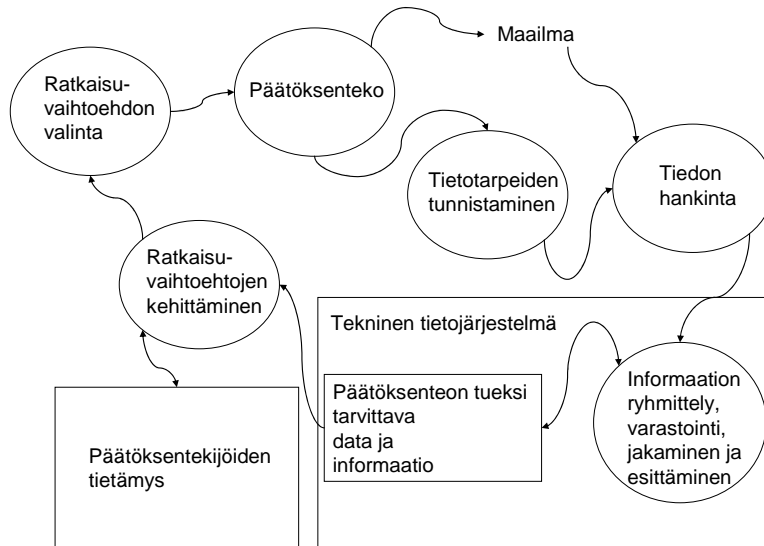 Maailma
Ratkaisu-
vaihtoehdon
valinta
Päätöksenteko
Tietotarpeiden
tunnistaminen
Tiedon
hankinta
Ratkaisu-
vaihtoehtojen
kehittäminen
Tekninen tietojärjestelmä
Päätöksenteon tueksi
tarvittava
data ja
informaatio
Informaation
ryhmittely,
varastointi,
jakaminen ja
esittäminen
Päätöksentekijöiden
tietämys